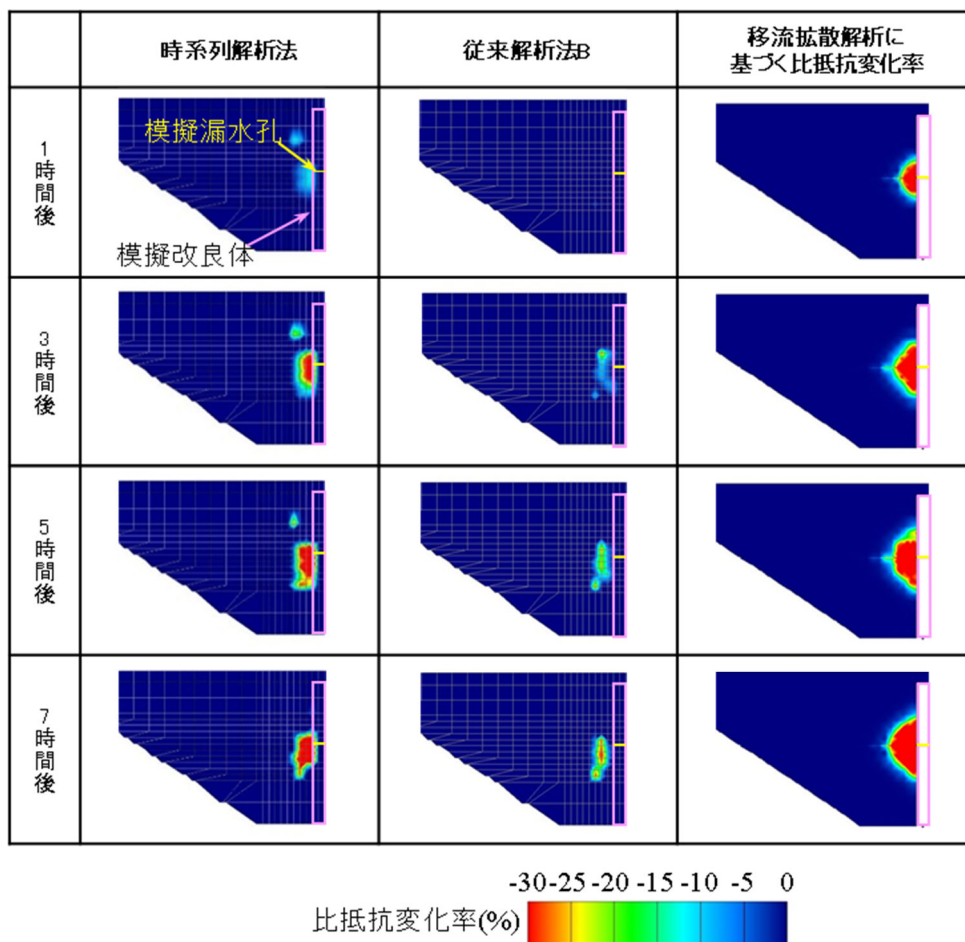 時系列解析法
従来解析法B
移流拡散解析に
基づく比抵抗変化率
1時間後
模擬漏水孔
模擬改良体
3時間後
5時間後
7時間後
-30 -25 -20 -15 -10 -5 0
比抵抗変化率(%)